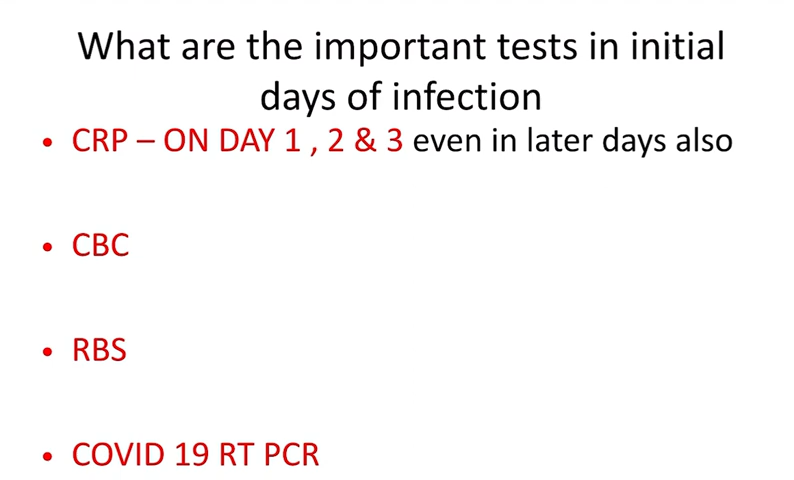 What are the important tests in initial
days of infection
• CRP – ON DAY 1 , 2 & 3 even in later days also
• CBC
• RBS
• COVID 19 RT PCR